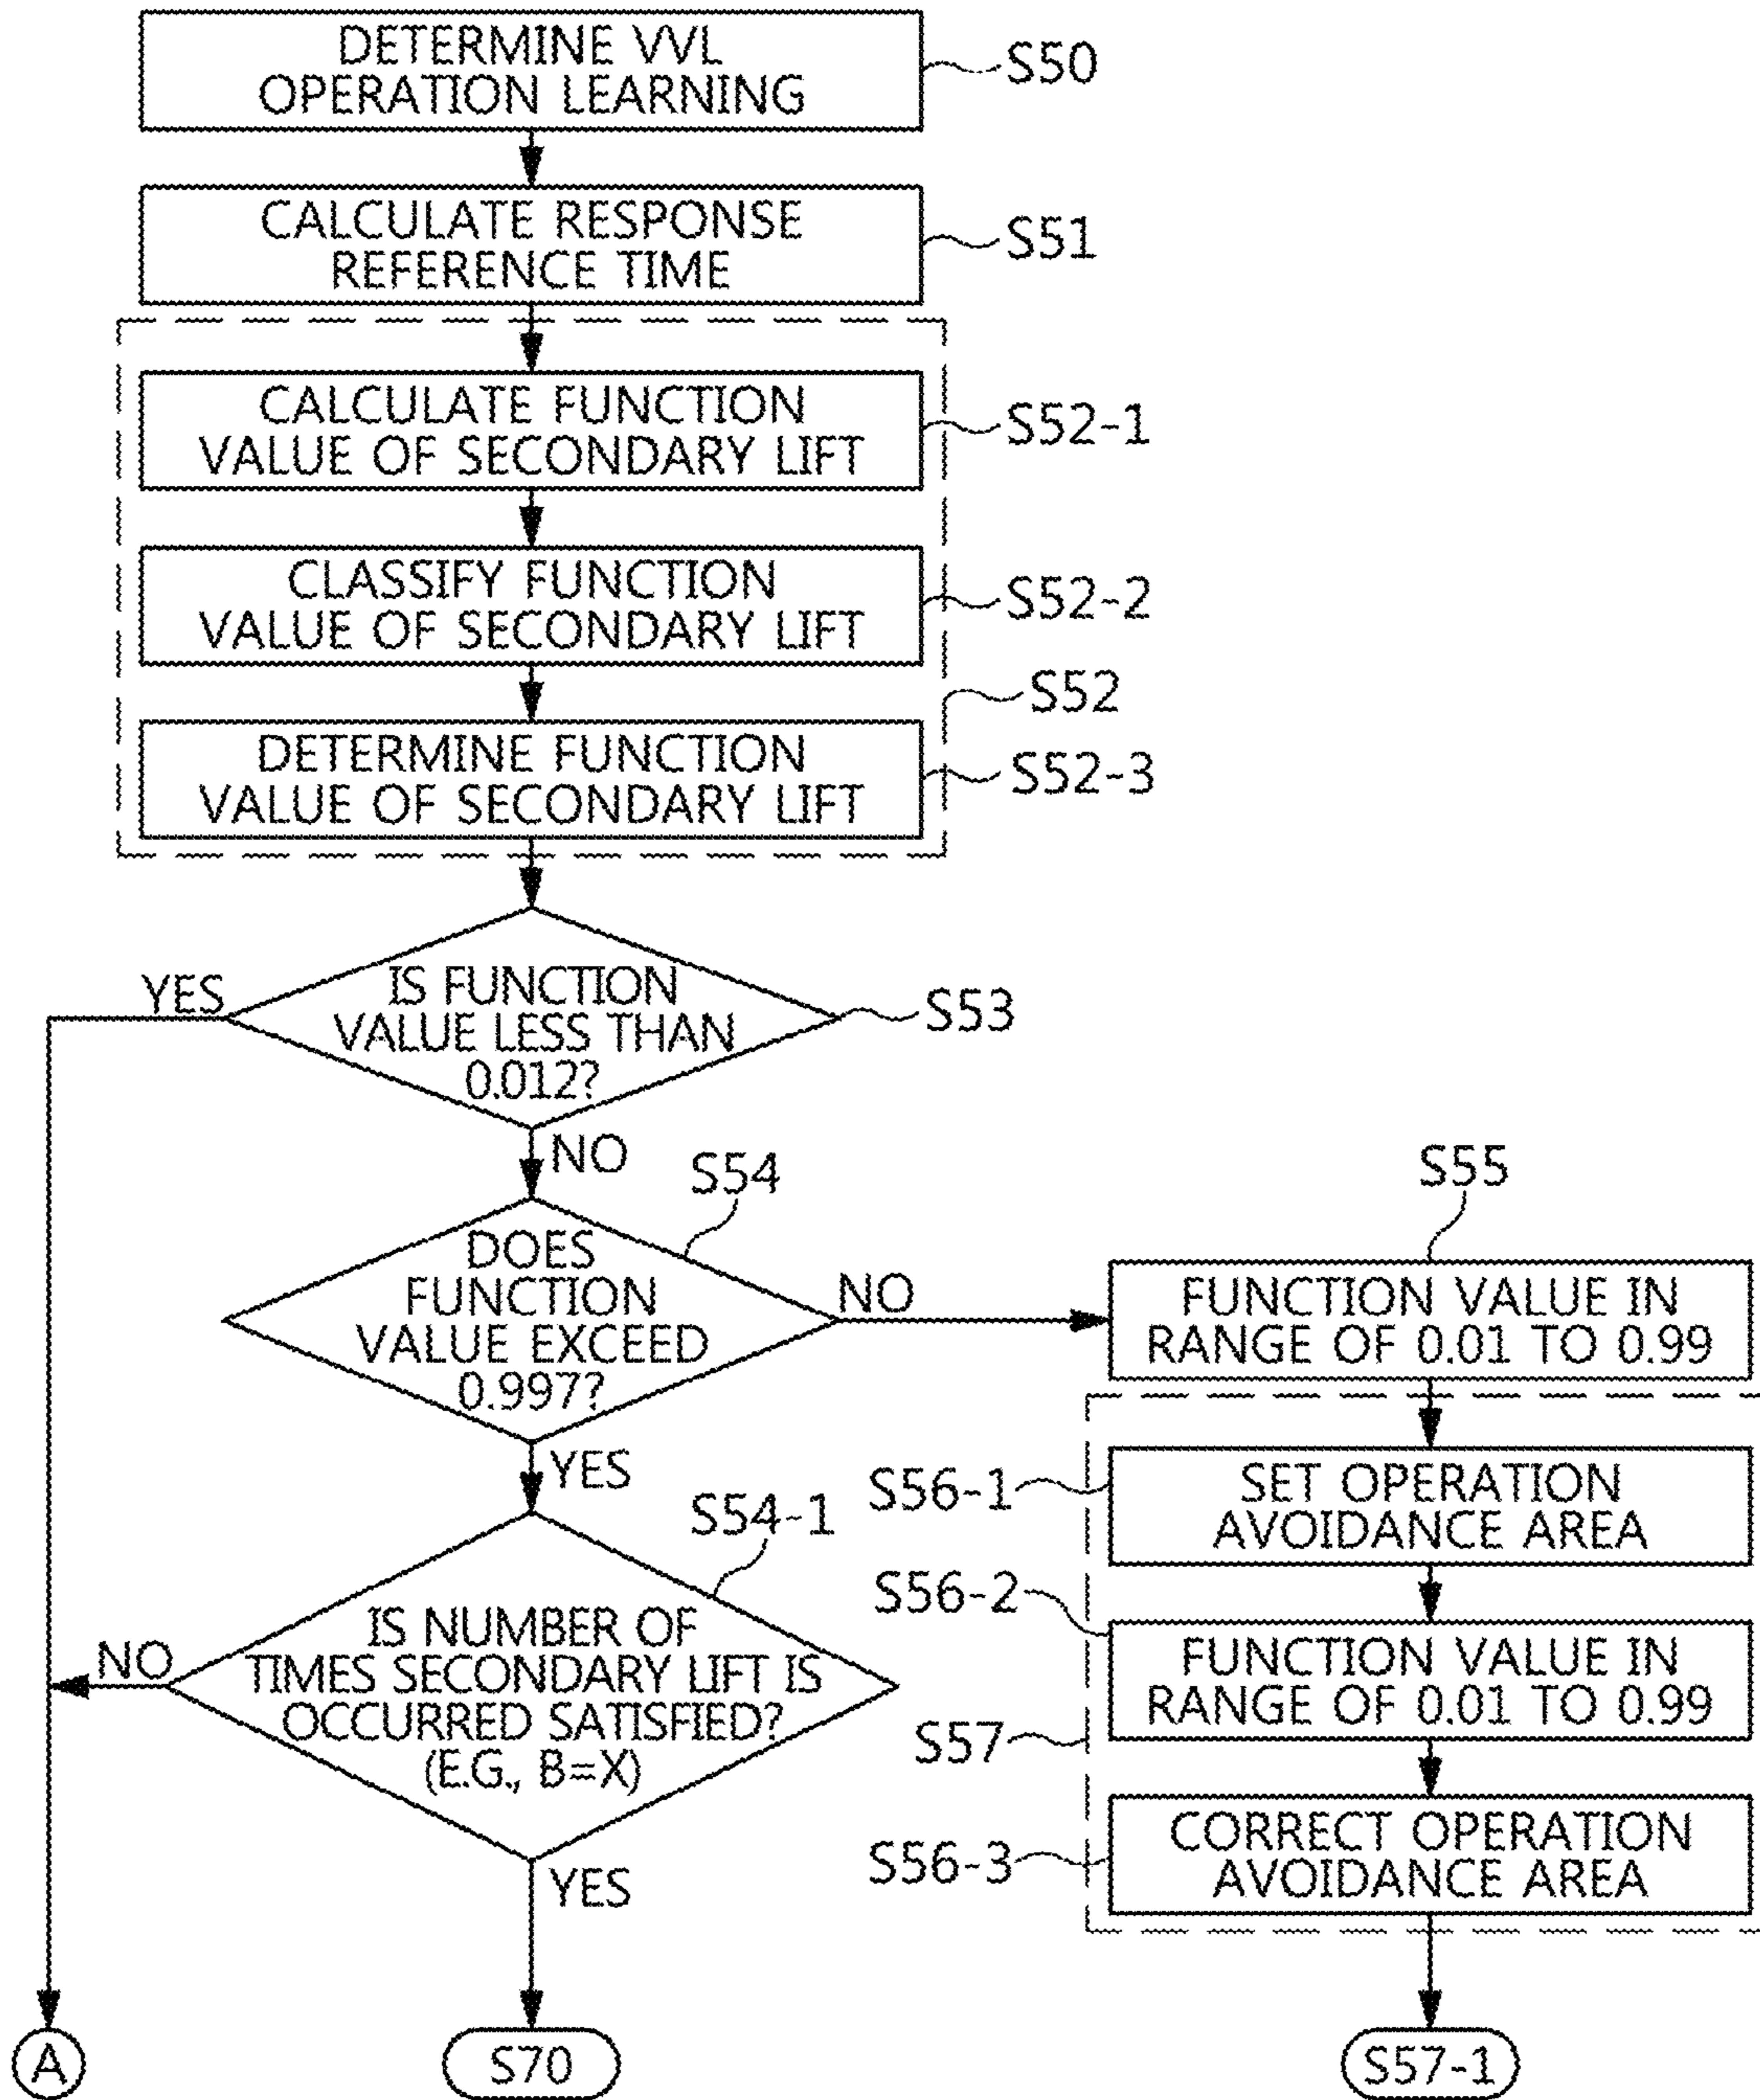 DETERMINE VVL
OPERATION LEARNING
S50
CALCULATE RESPONSE
REFERENCE TIME
S51
CALCULATE FUNCTION
VALUE OF SECONDARY LIFT
S52-1
CLASSIFY FUNCTION
VALUE OF SECONDARY LIFT
S52-2
S52
DETERMINE FUNCTION
VALUE OF SECONDARY LIFT
S52-3
YES
IS FUNCTION
VALUE LESS THAN
0.012?
S53
NO
S54
DOES
FUNCTION
VALUE EXCEED
0.997?
NO
S55
FUNCTION VALUE IN
RANGE OF 0.01 TO 0.99
YES
S54-1
IS NUMBER OF
TIMES SECONDARY LIFT IS
OCCURRED SATISFIED?
(E.G., B=X)
NO
YES
S56-1
SET OPERATION
AVOIDANCE AREA
S56-2
FUNCTION VALUE IN
RANGE OF 0.01 TO 0.99
S57
S56-3
CORRECT OPERATION
AVOIDANCE AREA
A
S70
S57-1